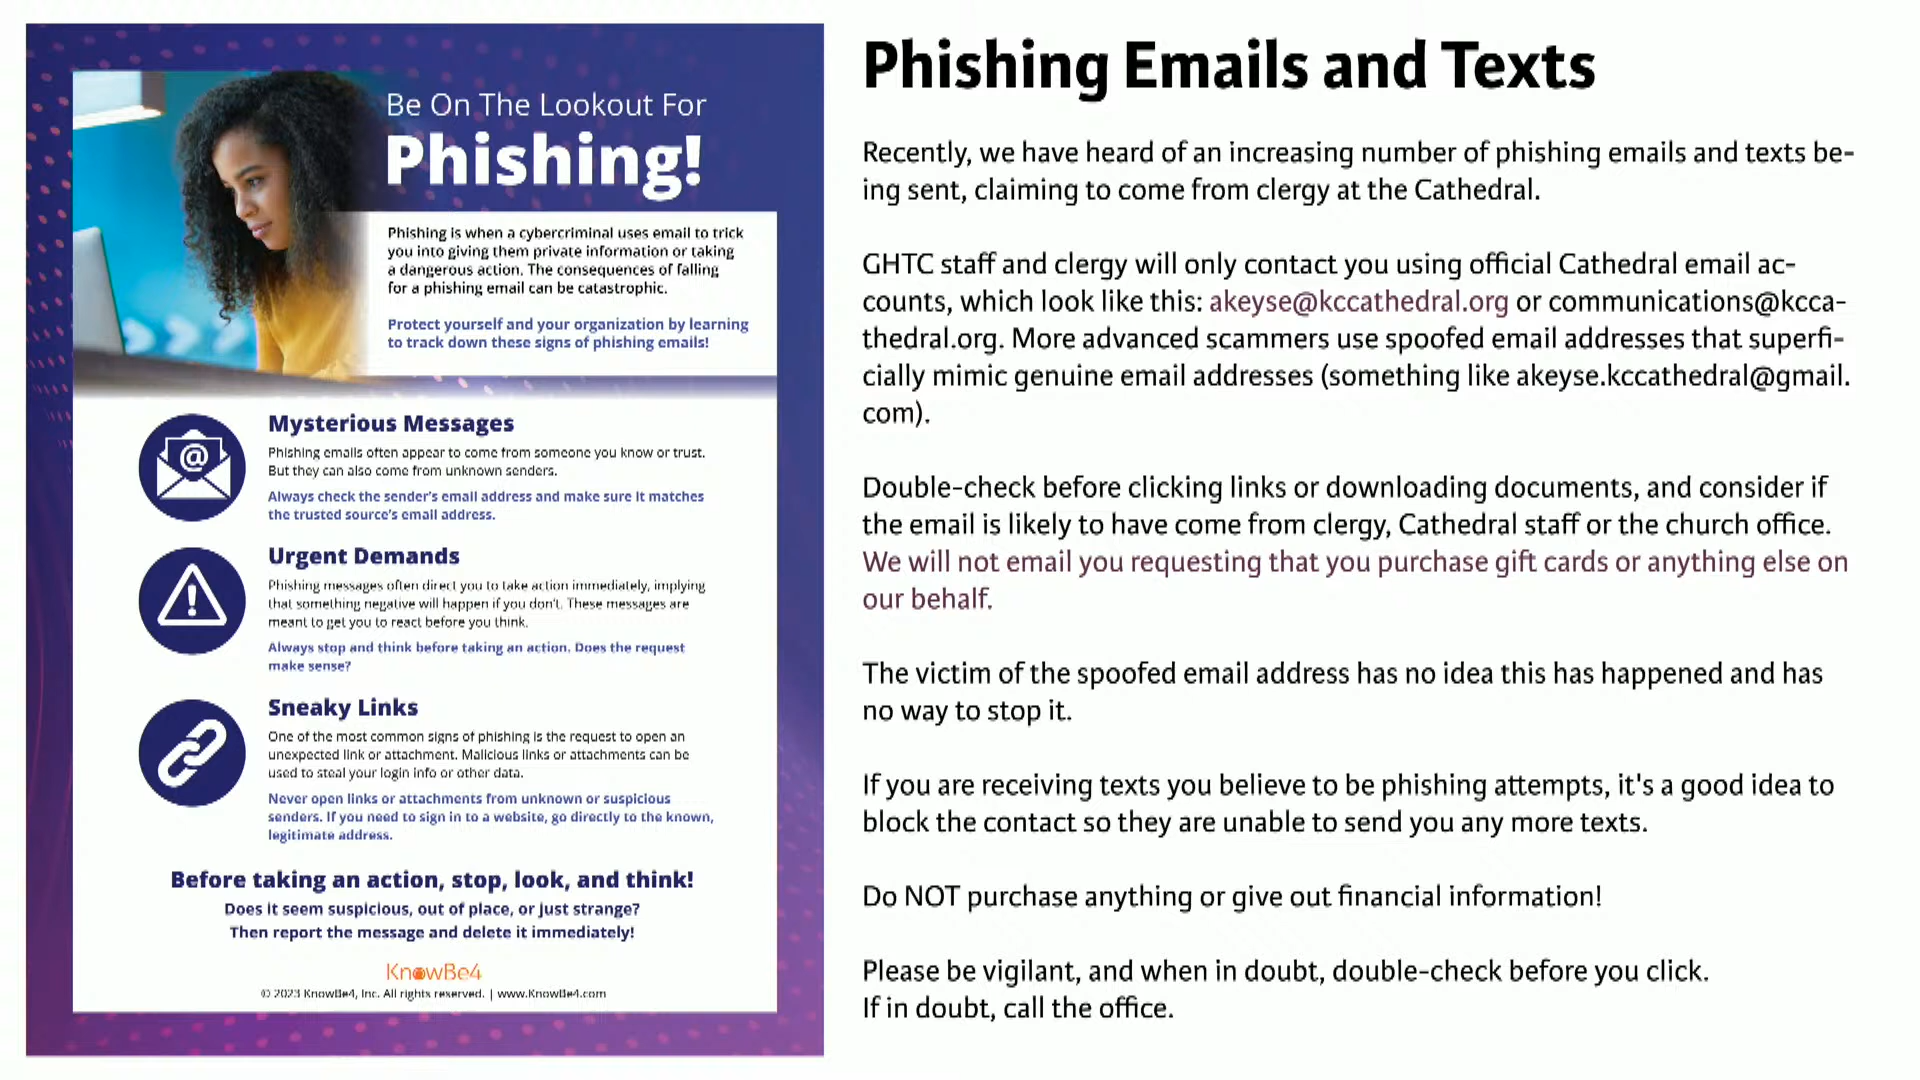 Be On The Lookout For
Phishing!
Phishing is when a cybercriminal uses email to trick
you into giving them private information or taking
a dangerous action. The consequences of falling
for a phishing email can be catastrophic.
Protect yourself and your organization by learning
to track down these signs of phishing emails!
@
Mysterious Messages
Phishing emails often appear to come from someone you know or trust.
But they can also come from unknown senders.
Always check the sender's email address and make sure it matches
the trusted source's email address.
Urgent Demands
Phishing messages often direct you to take action immediately, implying
that something negative will happen if you don't. These messages are
meant to get you to react before you think.
Always stop and think before taking an action. Does the request
make sense?
Sneaky Links
One of the most common signs of phishing is the request to open an
unexpected link or attachment. Malicious links or attachments can be
used to steal your login info or other data.
Never open links or attachments from unknown or suspicious
senders. If you need to sign in to a website, go directly to the known,
legitimate address.
Before taking an action, stop, look, and think!
Does it seem suspicious, out of place, or just strange?
Then report the message and delete it immediately!
KnowBe4
© 2023 KnowBe4, Inc. All rights reserved. | www.KnowBe4.com
Phishing Emails and Texts
Recently, we have heard of an increasing number of phishing emails and texts be-
ing sent, claiming to come from clergy at the Cathedral.
GHTC staff and clergy will only contact you using official Cathedral email ac-
counts, which look like this: akeyse@kccathedral.org or communications@kcca-
thedral.org. More advanced scammers use spoofed email addresses that superfi-
cially mimic genuine email addresses (something like akeyse.kccathedral@gmail.
com).
Double-check before clicking links or downloading documents, and consider if
the email is likely to have come from clergy, Cathedral staff or the church office.
We will not email you requesting that you purchase gift cards or anything else on
our behalf.
The victim of the spoofed email address has no idea this has happened and has
no way to stop it.
If you are receiving texts you believe to be phishing attempts, it's a good idea to
block the contact so they are unable to send you any more texts.
Do NOT purchase anything or give out financial information!
Please be vigilant, and when in doubt, double-check before you click.
If in doubt, call the office.